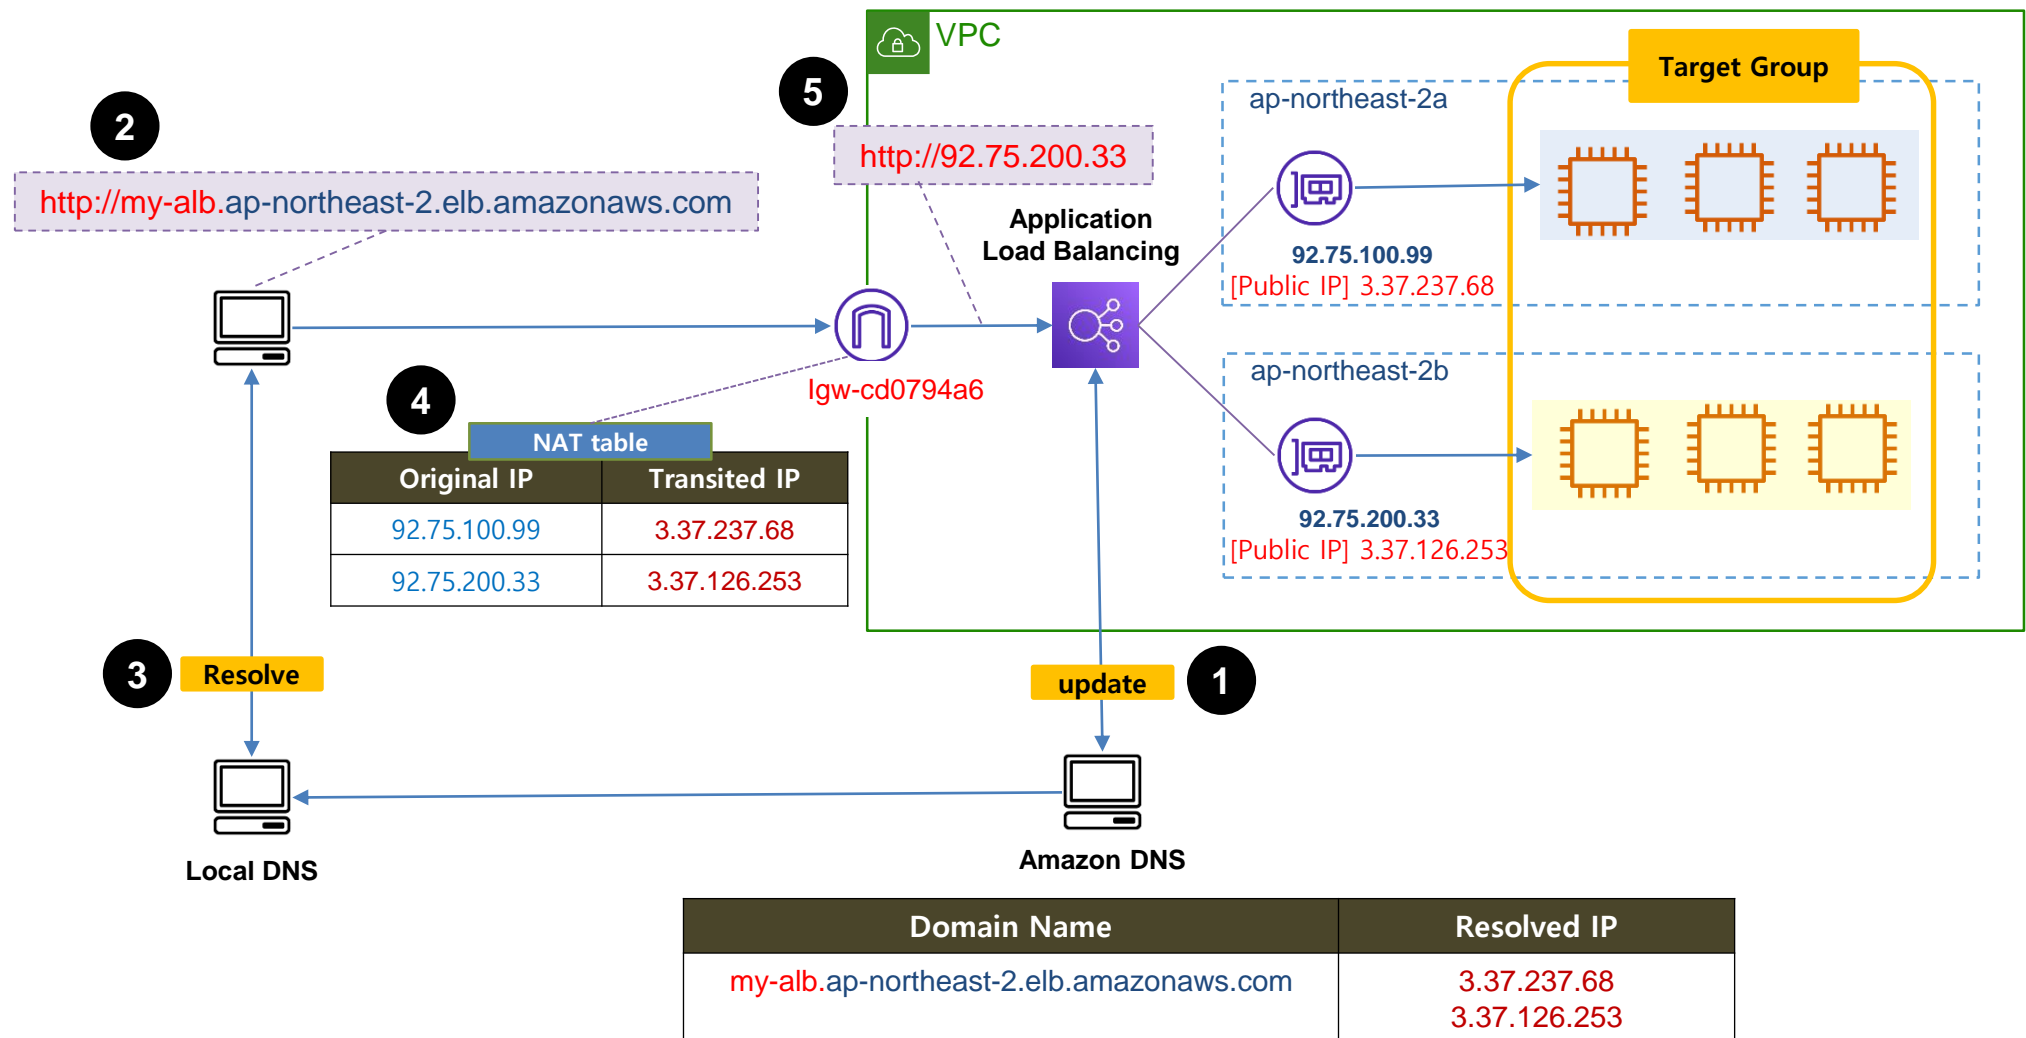 VPC
Target Group
5
ap-northeast-2a
2
http://92.75.200.33
http://my-alb.ap-northeast-2.elb.amazonaws.com
Application
Load Balancing
92.75.100.99
[Public IP] 3.37.237.68
ap-northeast-2b
4
Igw-cd0794a6
NAT table
Original IP Transited IP
92.75.100.99 3.37.237.68
92.75.200.33 3.37.126.253
92.75.200.33
[Public IP] 3.37.126.253
3
Resolve
update
1
Local DNS
Amazon DNS
Domain Name Resolved IP
my-alb.ap-northeast-2.elb.amazonaws.com 3.37.237.68
3.37.126.253